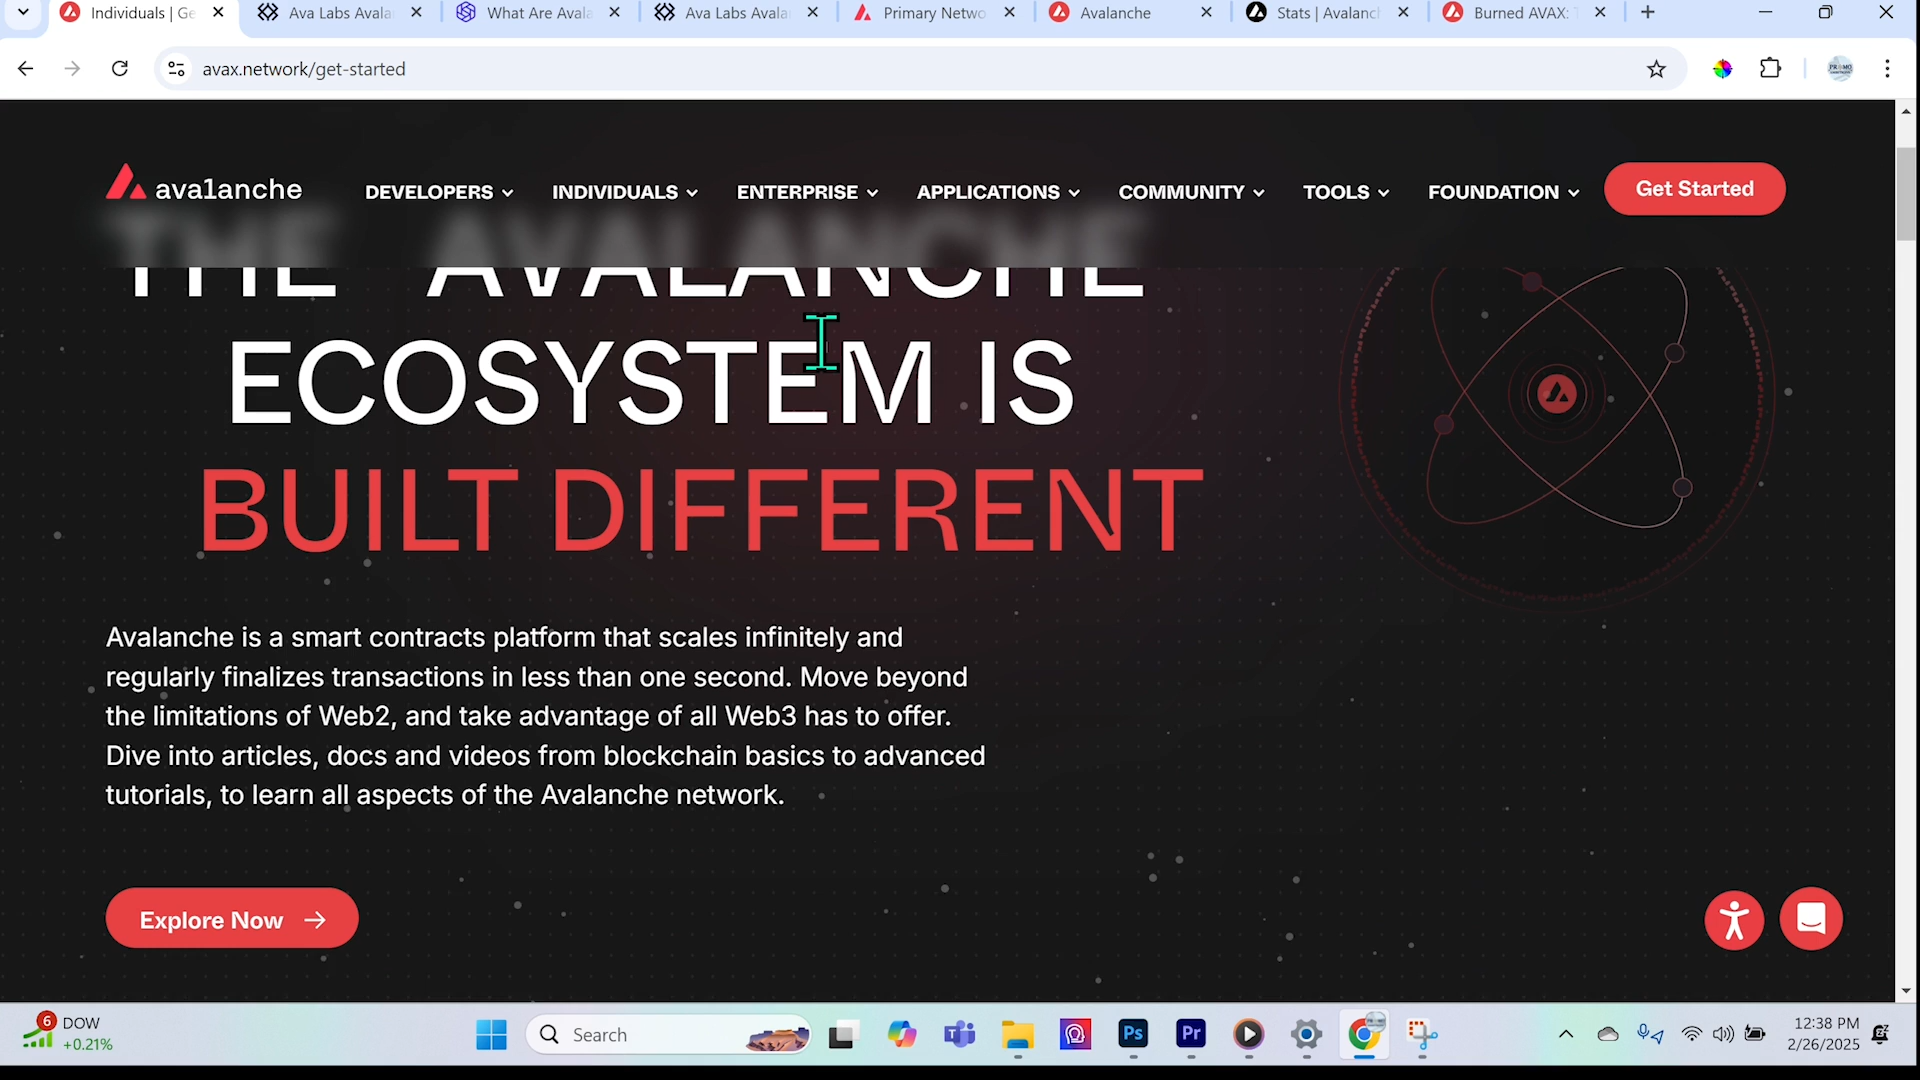 Individuals | Ge
Ava Labs Avala
What Are Avala
Ava Labs Avala
Primary Netwo
Avalanche
Stats | Avalanch
Burned AVAX: T
avax.network/get-started
avalanche
DEVELOPERS
INDIVIDUALS
ENTERPRISE
APPLICATIONS
COMMUNITY
TOOLS
FOUNDATION
Get Started
THE AVALANCHE
ECOSYSTEM IS
BUILT DIFFERENT
Avalanche is a smart contracts platform that scales infinitely and
regularly finalizes transactions in less than one second. Move beyond
the limitations of Web2, and take advantage of all Web3 has to offer.
Dive into articles, docs and videos from blockchain basics to advanced
tutorials, to learn all aspects of the Avalanche network.
Explore Now
6
DOW
+0.21%
Search
Ps
Pr
12:38 PM
2/26/2025